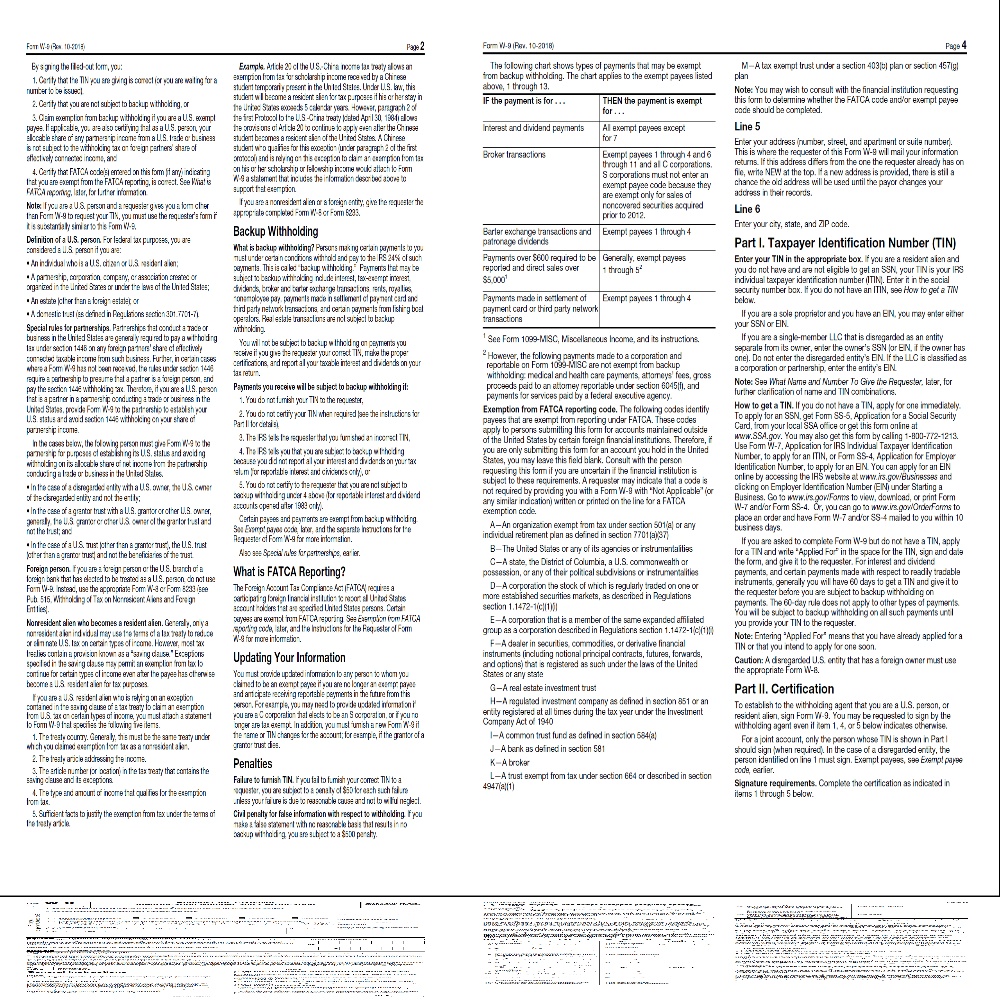 Form W-9 (Rev. 10-2018)
Page 2
By signing the filled-out form, you:
1. Certify that the TIN you are giving is correct (or you are waiting for a
number to be issued),
2. Certify that you are not subject to backup withholding, or
3. Claim exemption from backup withholding if you are a U.S. exempt
payee. If applicable, you are also certifying that as a U.S. person, your
allocable share of any partnership income from a U.S. trade or business
is not subject to the withholding tax on foreign partners' share of
effectively connected income, and
4. Certify that FATCA code(s) entered on this form (if any) indicating
that you are exempt from the FATCA reporting, is correct. See What is
FATCA reporting, later, for further information.
Note: If you are a U.S. person and a requester gives you a form other
than Form W-9 to request your TIN, you must use the requester's form if
it is substantially similar to this Form W-9.
Definition of a U.S. person. For federal tax purposes, you are
considered a U.S. person if you are:
• An individual who is a U.S. citizen or U.S. resident alien;
• A partnership, corporation, company, or association created or
organized in the United States or under the laws of the United States;
• An estate (other than a foreign estate); or
• A domestic trust (as defined in Regulations section 301.7701-7).
Special rules for partnerships. Partnerships that conduct a trade or
business in the United States are generally required to pay a withholding
tax under section 1446 on any foreign partners' share of effectively
connected taxable income from such business. Further, in certain cases
where a Form W-9 has not been received, the rules under section 1446
require a partnership to presume that a partner is a foreign person, and
pay the section 1446 withholding tax. Therefore, if you are a U.S. person
that is a partner in a partnership conducting a trade or business in the
United States, provide Form W-9 to the partnership to establish your
U.S. status and avoid section 1446 withholding on your share of
partnership income.
In the cases below, the following person must give Form W-9 to the
partnership for purposes of establishing its U.S. status and avoiding
withholding on its allocable share of net income from the partnership
conducting a trade or business in the United States.
• In the case of a disregarded entity with a U.S. owner, the U.S. owner
of the disregarded entity and not the entity;
• In the case of a grantor trust with a U.S. grantor or other U.S. owner,
generally, the U.S. grantor or other U.S. owner of the grantor trust and
not the trust; and
• In the case of a U.S. trust (other than a grantor trust), the U.S. trust
(other than a grantor trust) and not the beneficiaries of the trust.
Foreign person. If you are a foreign person or the U.S. branch of a
foreign bank that has elected to be treated as a U.S. person, do not use
Form W-9. Instead, use the appropriate Form W-8 or Form 8233 (see
Pub. 515, Withholding of Tax on Nonresident Aliens and Foreign
Entities).
Nonresident alien who becomes a resident alien. Generally, only a
nonresident alien individual may use the terms of a tax treaty to reduce
or eliminate U.S. tax on certain types of income. However, most tax
treaties contain a provision known as a "saving clause." Exceptions
specified in the saving clause may permit an exemption from tax to
continue for certain types of income even after the payee has otherwise
become a U.S. resident alien for tax purposes.
If you are a U.S. resident alien who is relying on an exception
contained in the saving clause of a tax treaty to claim an exemption
from U.S. tax on certain types of income, you must attach a statement
to Form W-9 that specifies the following five items.
1. The treaty country. Generally, this must be the same treaty under
which you claimed exemption from tax as a nonresident alien.
2. The treaty article addressing the income.
3. The article number (or location) in the tax treaty that contains the
saving clause and its exceptions.
4. The type and amount of income that qualifies for the exemption
from tax.
5. Sufficient facts to justify the exemption from tax under the terms of
the treaty article.
Example. Article 20 of the U.S.-China income tax treaty allows an
exemption from tax for scholarship income received by a Chinese
student temporarily present in the United States. Under U.S. law, this
student will become a resident alien for tax purposes if his or her stay in
the United States exceeds 5 calendar years. However, paragraph 2 of
the first Protocol to the U.S.-China treaty (dated April 30, 1984) allows
the provisions of Article 20 to continue to apply even after the Chinese
student becomes a resident alien of the United States. A Chinese
student who qualifies for this exception (under paragraph 2 of the first
protocol) and is relying on this exception to claim an exemption from tax
on his or her scholarship or fellowship income would attach to Form
W-9 a statement that includes the information described above to
support that exemption.
If you are a nonresident alien or a foreign entity, give the requester the
appropriate completed Form W-8 or Form 8233.
Backup Withholding
What is backup withholding? Persons making certain payments to you
must under certain conditions withhold and pay to the IRS 24% of such
payments. This is called "backup withholding." Payments that may be
subject to backup withholding include interest, tax-exempt interest,
dividends, broker and barter exchange transactions, rents, royalties,
nonemployee pay, payments made in settlement of payment card and
third party network transactions, and certain payments from fishing boat
operators. Real estate transactions are not subject to backup
withholding.
You will not be subject to backup withholding on payments you
receive if you give the requester your correct TIN, make the proper
certifications, and report all your taxable interest and dividends on your
tax return.
Payments you receive will be subject to backup withholding if:
1. You do not furnish your TIN to the requester,
2. You do not certify your TIN when required (see the instructions for
Part II for details),
3. The IRS tells the requester that you furnished an incorrect TIN,
4. The IRS tells you that you are subject to backup withholding
because you did not report all your interest and dividends on your tax
return (for reportable interest and dividends only), or
5. You do not certify to the requester that you are not subject to
backup withholding under 4 above (for reportable interest and dividend
accounts opened after 1983 only).
Certain payees and payments are exempt from backup withholding.
See Exempt payee code, later, and the separate Instructions for the
Requester of Form W-9 for more information.
Also see Special rules for partnerships, earlier.
What is FATCA Reporting?
The Foreign Account Tax Compliance Act (FATCA) requires a
participating foreign financial institution to report all United States
account holders that are specified United States persons. Certain
payees are exempt from FATCA reporting. See Exemption from FATCA
reporting code, later, and the Instructions for the Requester of Form
W-9 for more information.
Updating Your Information
You must provide updated information to any person to whom you
claimed to be an exempt payee if you are no longer an exempt payee
and anticipate receiving reportable payments in the future from this
person. For example, you may need to provide updated information if
you are a C corporation that elects to be an S corporation, or if you no
longer are tax exempt. In addition, you must furnish a new Form W-9 if
the name or TIN changes for the account; for example, if the grantor of a
grantor trust dies.
Penalties
Failure to furnish TIN. If you fail to furnish your correct TIN to a
requester, you are subject to a penalty of $50 for each such failure
unless your failure is due to reasonable cause and not to willful neglect.
Civil penalty for false information with respect to withholding. If you
make a false statement with no reasonable basis that results in no
backup withholding, you are subject to a $500 penalty.
Form W-9 (Rev. 10-2018)
Page 4
The following chart shows types of payments that may be exempt
from backup withholding. The chart applies to the exempt payees listed
above, 1 through 13.
IF the payment is for . . .
THEN the payment is exempt
for . . .
Interest and dividend payments
All exempt payees except
for 7
Broker transactions
Exempt payees 1 through 4 and 6
through 11 and all C corporations.
S corporations must not enter an
exempt payee code because they
are exempt only for sales of
noncovered securities acquired
prior to 2012.
Barter exchange transactions and
patronage dividends
Exempt payees 1 through 4
Payments over $600 required to be
reported and direct sales over
$5,000¹
Generally, exempt payees
1 through 5²
Payments made in settlement of
payment card or third party network
transactions
Exempt payees 1 through 4
¹ See Form 1099-MISC, Miscellaneous Income, and its instructions.
² However, the following payments made to a corporation and
reportable on Form 1099-MISC are not exempt from backup
withholding: medical and health care payments, attorneys' fees, gross
proceeds paid to an attorney reportable under section 6045(f), and
payments for services paid by a federal executive agency.
Exemption from FATCA reporting code. The following codes identify
payees that are exempt from reporting under FATCA. These codes
apply to persons submitting this form for accounts maintained outside
of the United States by certain foreign financial institutions. Therefore, if
you are only submitting this form for an account you hold in the United
States, you may leave this field blank. Consult with the person
requesting this form if you are uncertain if the financial institution is
subject to these requirements. A requester may indicate that a code is
not required by providing you with a Form W-9 with "Not Applicable" (or
any similar indication) written or printed on the line for a FATCA
exemption code.
A—An organization exempt from tax under section 501(a) or any
individual retirement plan as defined in section 7701(a)(37)
B—The United States or any of its agencies or instrumentalities
C—A state, the District of Columbia, a U.S. commonwealth or
possession, or any of their political subdivisions or instrumentalities
D—A corporation the stock of which is regularly traded on one or
more established securities markets, as described in Regulations
section 1.1472-1(c)(1)(i)
E—A corporation that is a member of the same expanded affiliated
group as a corporation described in Regulations section 1.1472-1(c)(1)(i)
F—A dealer in securities, commodities, or derivative financial
instruments (including notional principal contracts, futures, forwards,
and options) that is registered as such under the laws of the United
States or any state
G—A real estate investment trust
H—A regulated investment company as defined in section 851 or an
entity registered at all times during the tax year under the Investment
Company Act of 1940
I—A common trust fund as defined in section 584(a)
J—A bank as defined in section 581
K—A broker
L—A trust exempt from tax under section 664 or described in section
4947(a)(1)
M—A tax exempt trust under a section 403(b) plan or section 457(g)
plan
Note: You may wish to consult with the financial institution requesting
this form to determine whether the FATCA code and/or exempt payee
code should be completed.
Line 5
Enter your address (number, street, and apartment or suite number).
This is where the requester of this Form W-9 will mail your information
returns. If this address differs from the one the requester already has on
file, write NEW at the top. If a new address is provided, there is still a
chance the old address will be used until the payor changes your
address in their records.
Line 6
Enter your city, state, and ZIP code.
Part I. Taxpayer Identification Number (TIN)
Enter your TIN in the appropriate box. If you are a resident alien and
you do not have and are not eligible to get an SSN, your TIN is your IRS
individual taxpayer identification number (ITIN). Enter it in the social
security number box. If you do not have an ITIN, see How to get a TIN
below.
If you are a sole proprietor and you have an EIN, you may enter either
your SSN or EIN.
If you are a single-member LLC that is disregarded as an entity
separate from its owner, enter the owner's SSN (or EIN, if the owner has
one). Do not enter the disregarded entity's EIN. If the LLC is classified as
a corporation or partnership, enter the entity's EIN.
Note: See What Name and Number To Give the Requester, later, for
further clarification of name and TIN combinations.
How to get a TIN. If you do not have a TIN, apply for one immediately.
To apply for an SSN, get Form SS-5, Application for a Social Security
Card, from your local SSA office or get this form online at
www.SSA.gov. You may also get this form by calling 1-800-772-1213.
Use Form W-7, Application for IRS Individual Taxpayer Identification
Number, to apply for an ITIN, or Form SS-4, Application for Employer
Identification Number, to apply for an EIN. You can apply for an EIN
online by accessing the IRS website at www.irs.gov/Businesses and
clicking on Employer Identification Number (EIN) under Starting a
Business. Go to www.irs.gov/Forms to view, download, or print Form
W-7 and/or Form SS-4. Or, you can go to www.irs.gov/OrderForms to
place an order and have Form W-7 and/or SS-4 mailed to you within 10
business days.
If you are asked to complete Form W-9 but do not have a TIN, apply
for a TIN and write "Applied For" in the space for the TIN, sign and date
the form, and give it to the requester. For interest and dividend
payments, and certain payments made with respect to readily tradable
instruments, generally you will have 60 days to get a TIN and give it to
the requester before you are subject to backup withholding on
payments. The 60-day rule does not apply to other types of payments.
You will be subject to backup withholding on all such payments until
you provide your TIN to the requester.
Note: Entering "Applied For" means that you have already applied for a
TIN or that you intend to apply for one soon.
Caution: A disregarded U.S. entity that has a foreign owner must use
the appropriate Form W-8.
Part II. Certification
To establish to the withholding agent that you are a U.S. person, or
resident alien, sign Form W-9. You may be requested to sign by the
withholding agent even if item 1, 4, or 5 below indicates otherwise.
For a joint account, only the person whose TIN is shown in Part I
should sign (when required). In the case of a disregarded entity, the
person identified on line 1 must sign. Exempt payees, see Exempt payee
code, earlier.
Signature requirements. Complete the certification as indicated in
items 1 through 5 below.